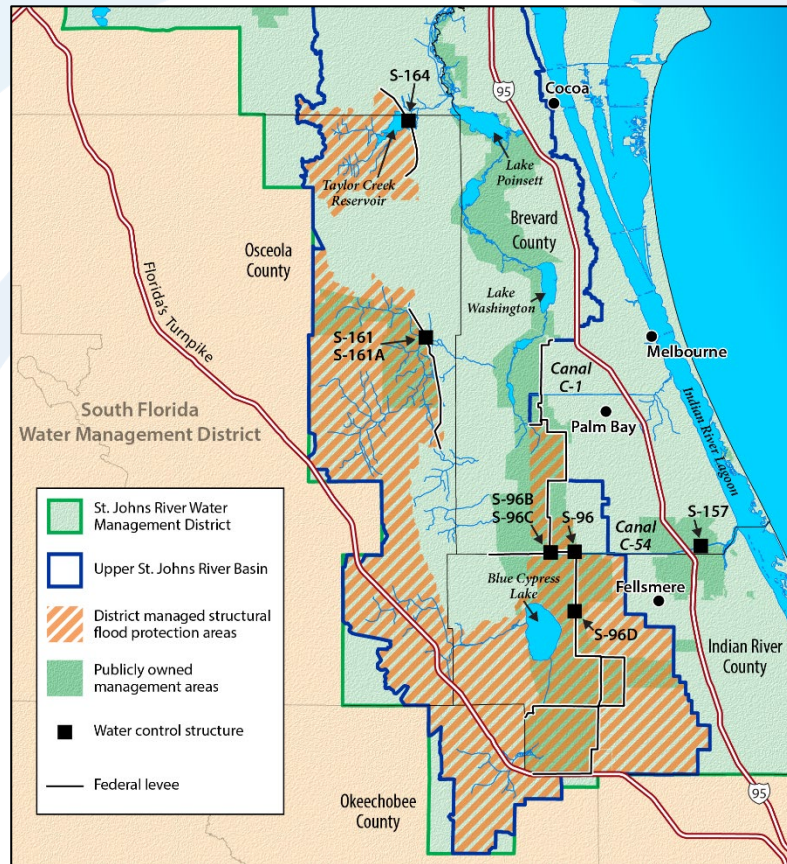 S-164
95
Cocoa
Taylor Creek
Reservoir
Lake
Poinsett
Brevard
County
Osceola
County
Florida's Turnpike
Lake
Washington
S-161
S-161A
Melbourne
Canal
C-1
Indian River Lagoon
South Florida
Water Management District
Palm Bay
S-96B
S-96C
S-96
Canal
C-54
S-157
Blue Cypress
Lake
Fellsmere
S-96D
Indian River
County
Okeechobee
County
95
St. Johns River Water
Management District
Upper St. Johns River Basin
District managed structural
flood protection areas
Publicly owned
management areas
Water control structure
Federal levee